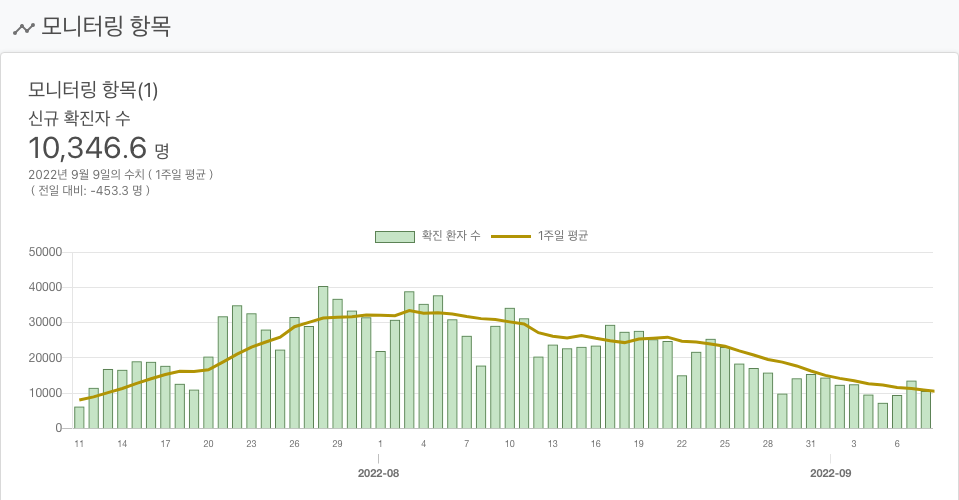 모니터링 항목
모니터링 항목(1)
신규 확진자 수
10,346.6 명
2022년 9월 9일의 수치 ( 1주일 평균 )
( 전일 대비: -453.3 명 )
확진 환자 수 1주일 평균
50000
40000
30000
20000
10000
0
11 14 17 20 23 26 29 1 4 7 10 13 16 19 22 25 28 31 3 6
2022-08 2022-09